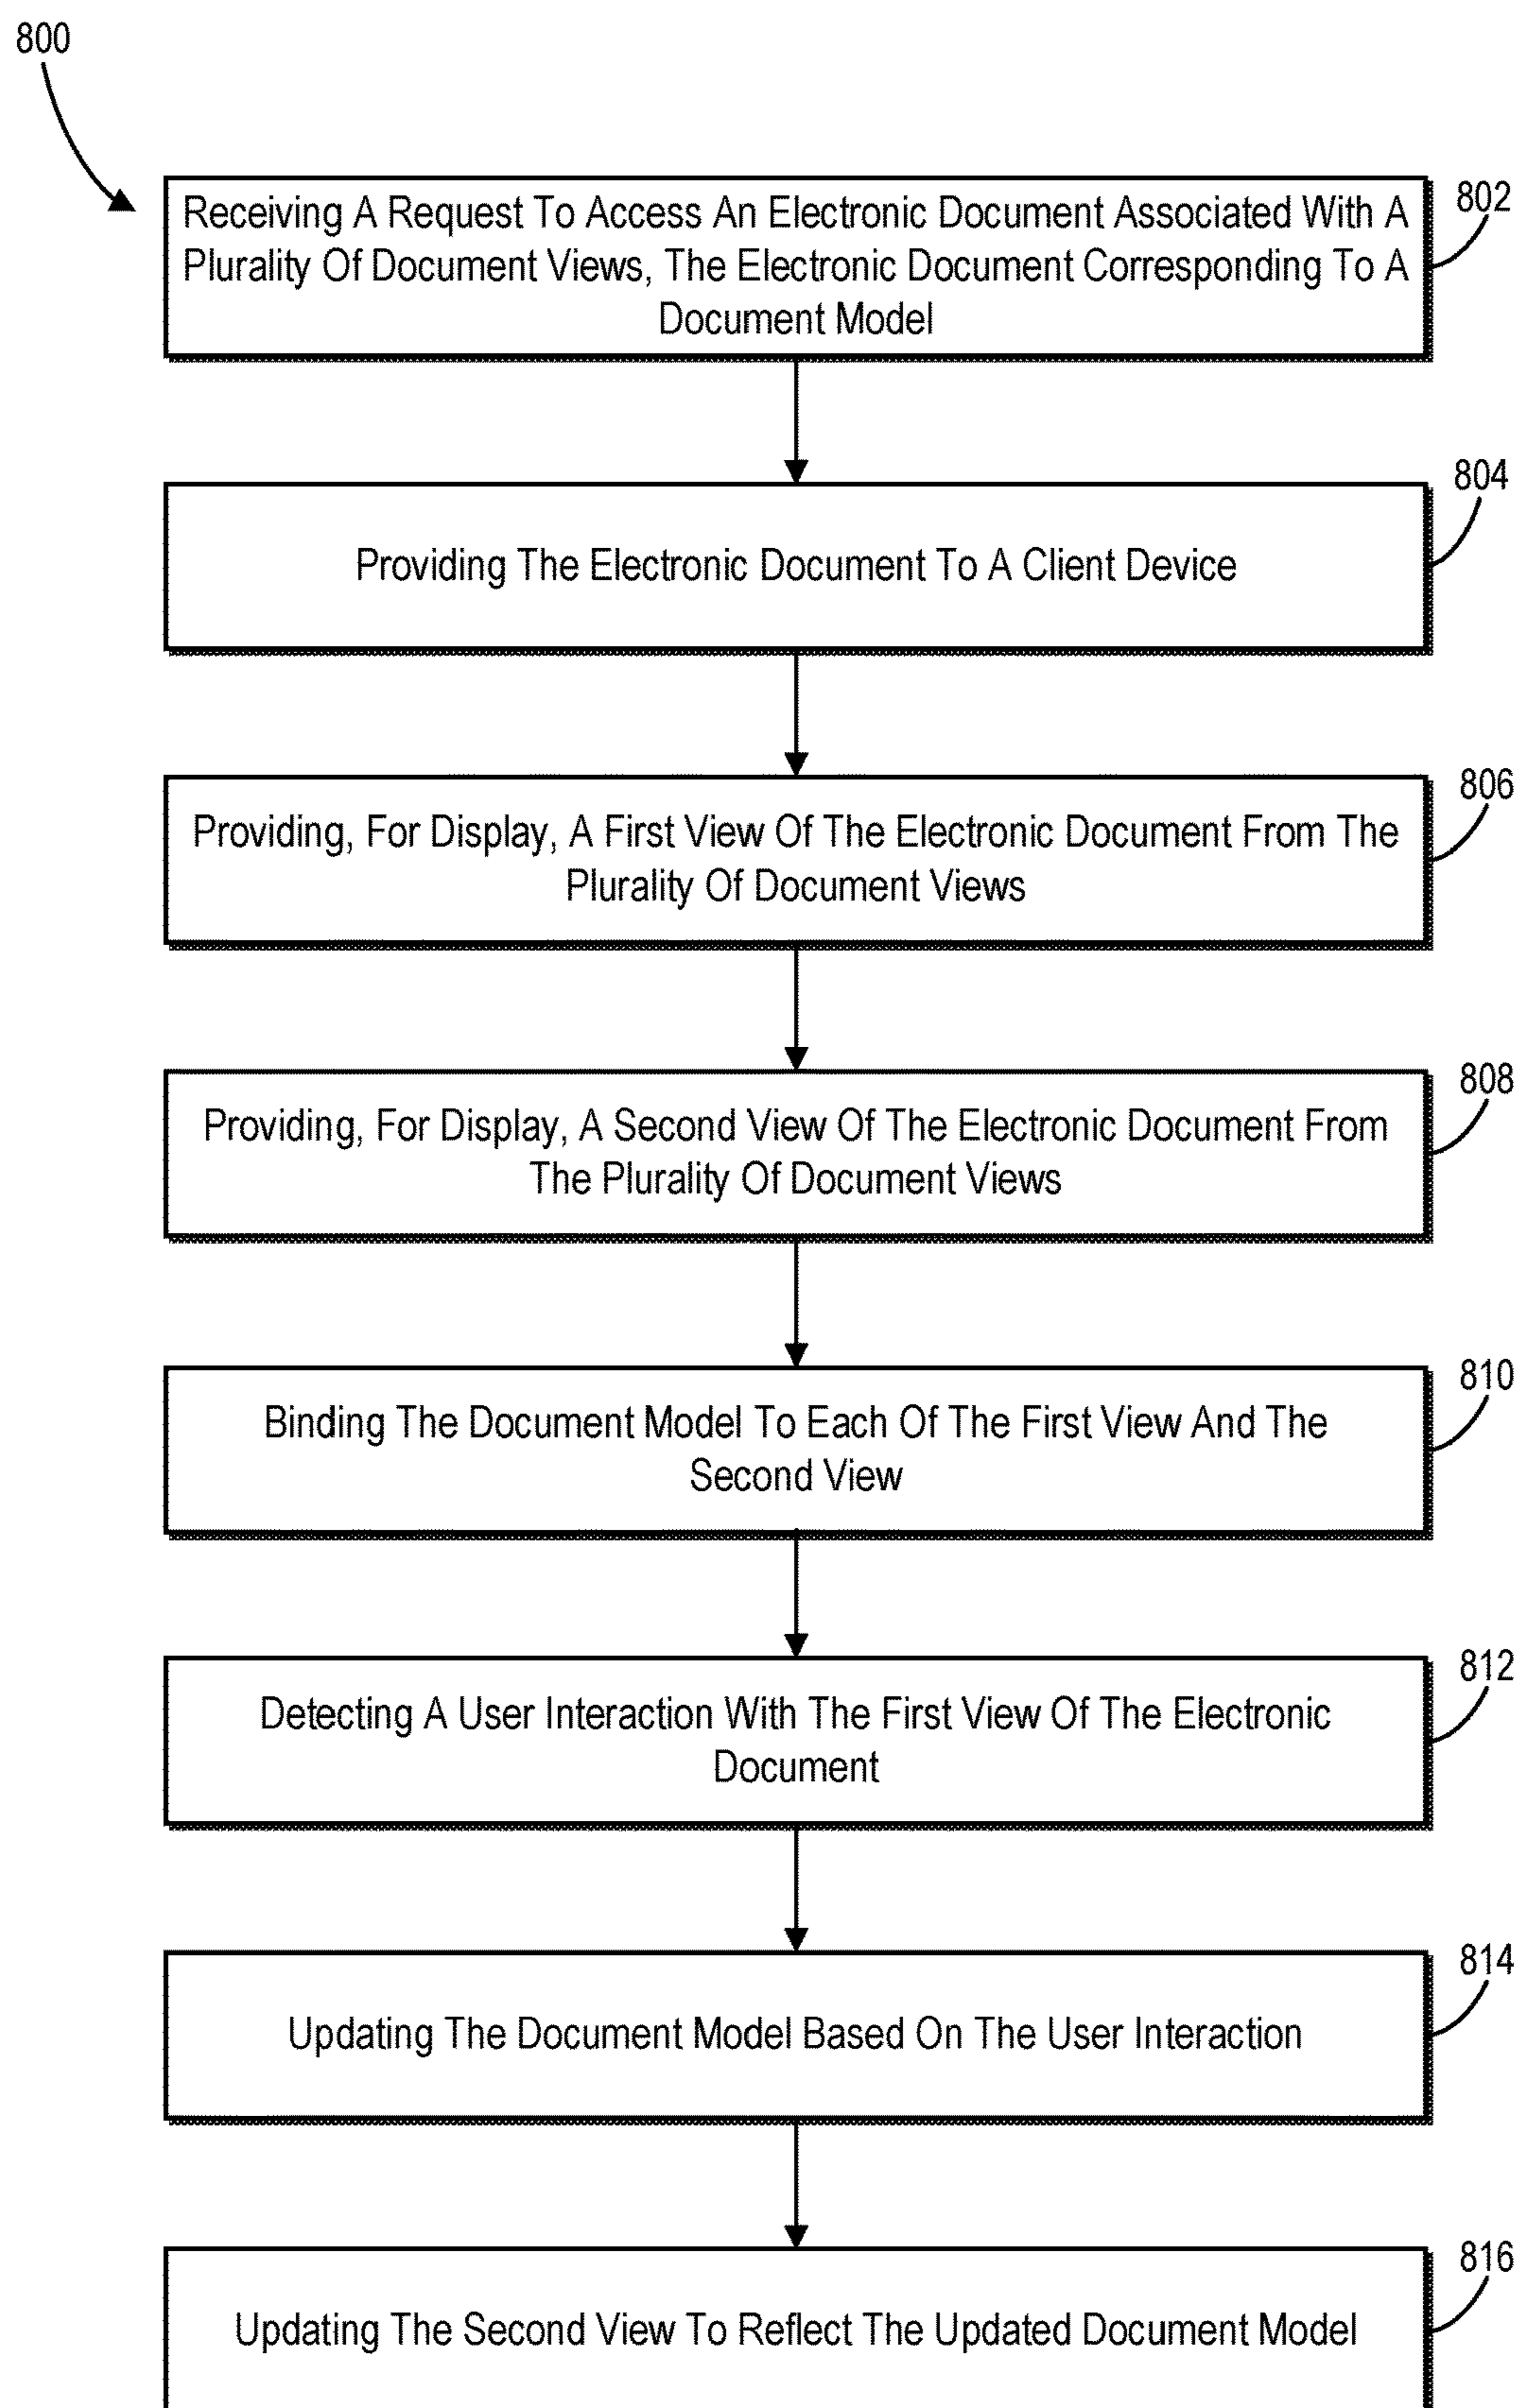 800
802
Receiving A Request To Access An Electronic Document Associated With A
Plurality Of Document Views, The Electronic Document Corresponding To A
Document Model
804
Providing The Electronic Document To A Client Device
806
Providing, For Display, A First View Of The Electronic Document From The
Plurality Of Document Views
808
Providing, For Display, A Second View Of The Electronic Document From
The Plurality Of Document Views
810
Binding The Document Model To Each Of The First View And The
Second View
812
Detecting A User Interaction With The First View Of The Electronic
Document
814
Updating The Document Model Based On The User Interaction
816
Updating The Second View To Reflect The Updated Document Model